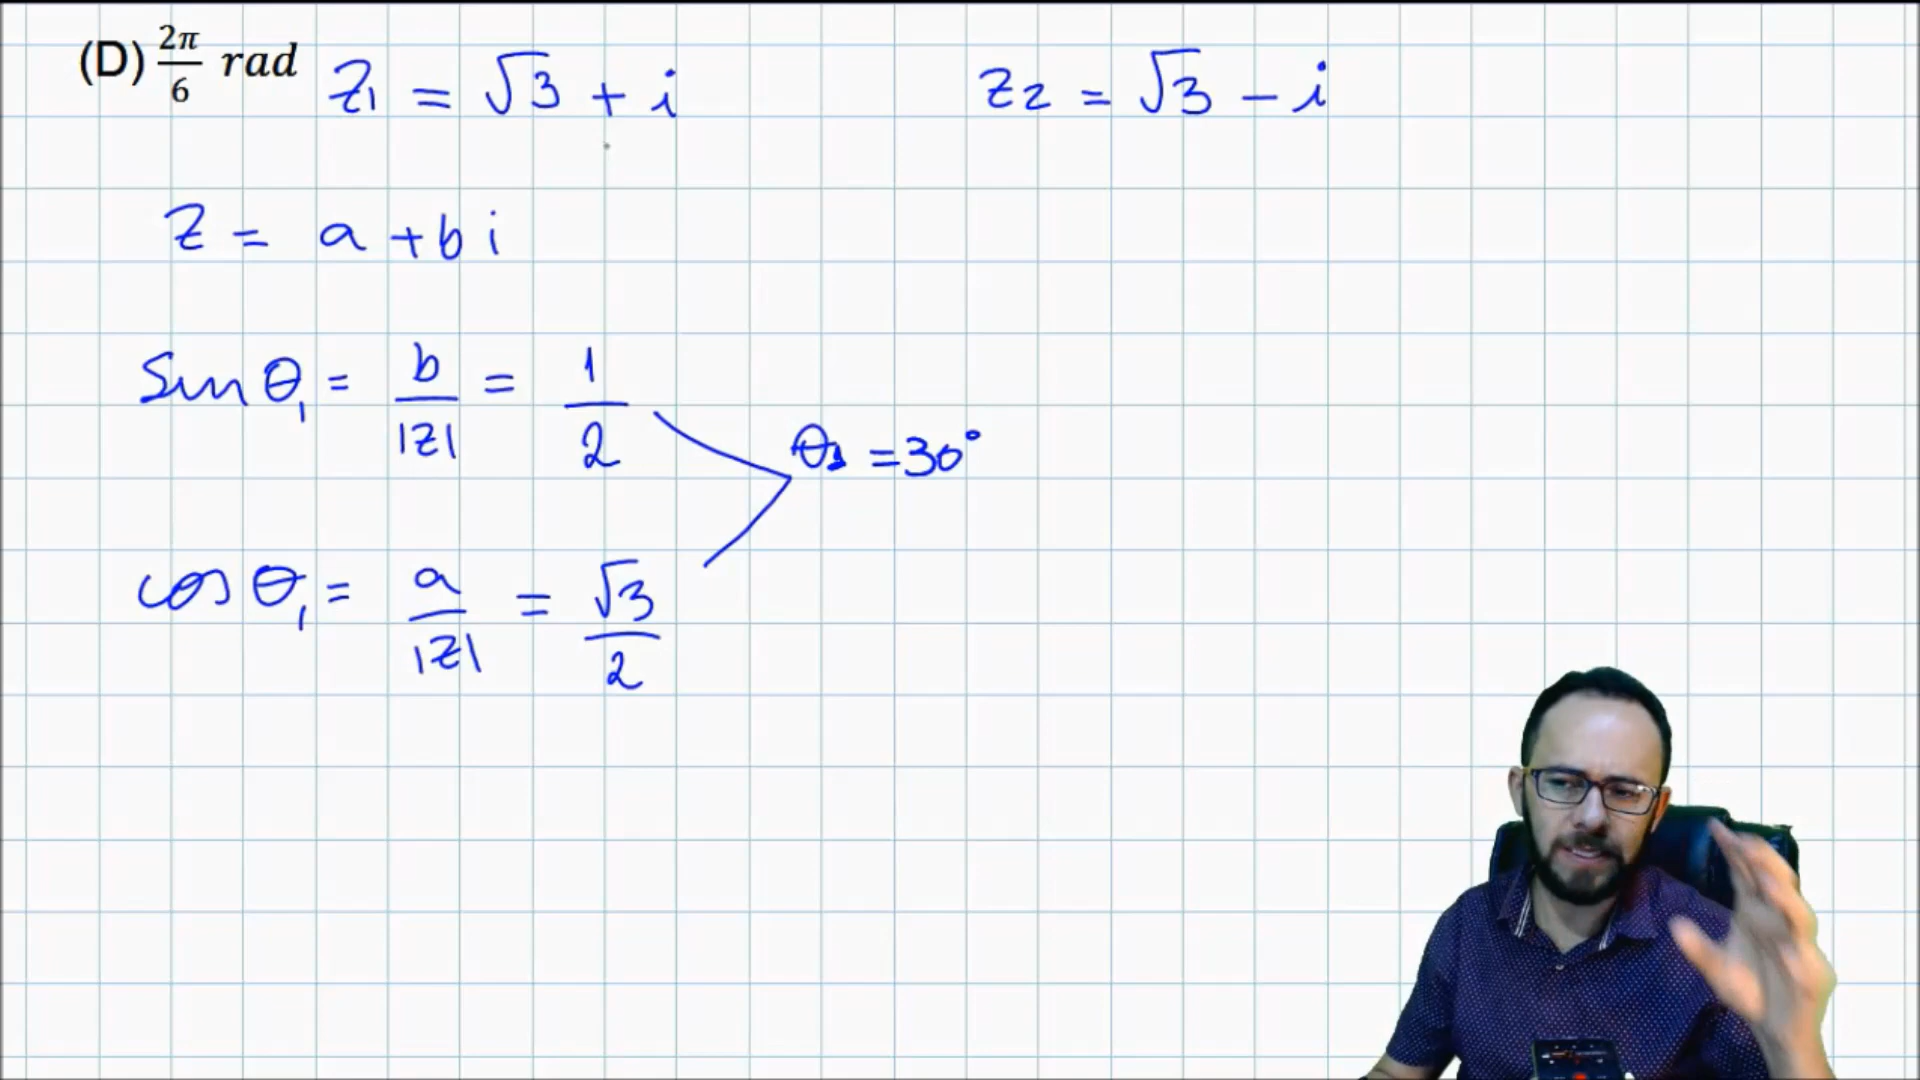 (D) 2π/6 rad
z₁ = √3 + i
z₂ = √3 − i
z = a + b i
sin θ₁ = b/|z| = 1/2
θ₁ = 30°
cos θ₁ = a/|z| = √3/2